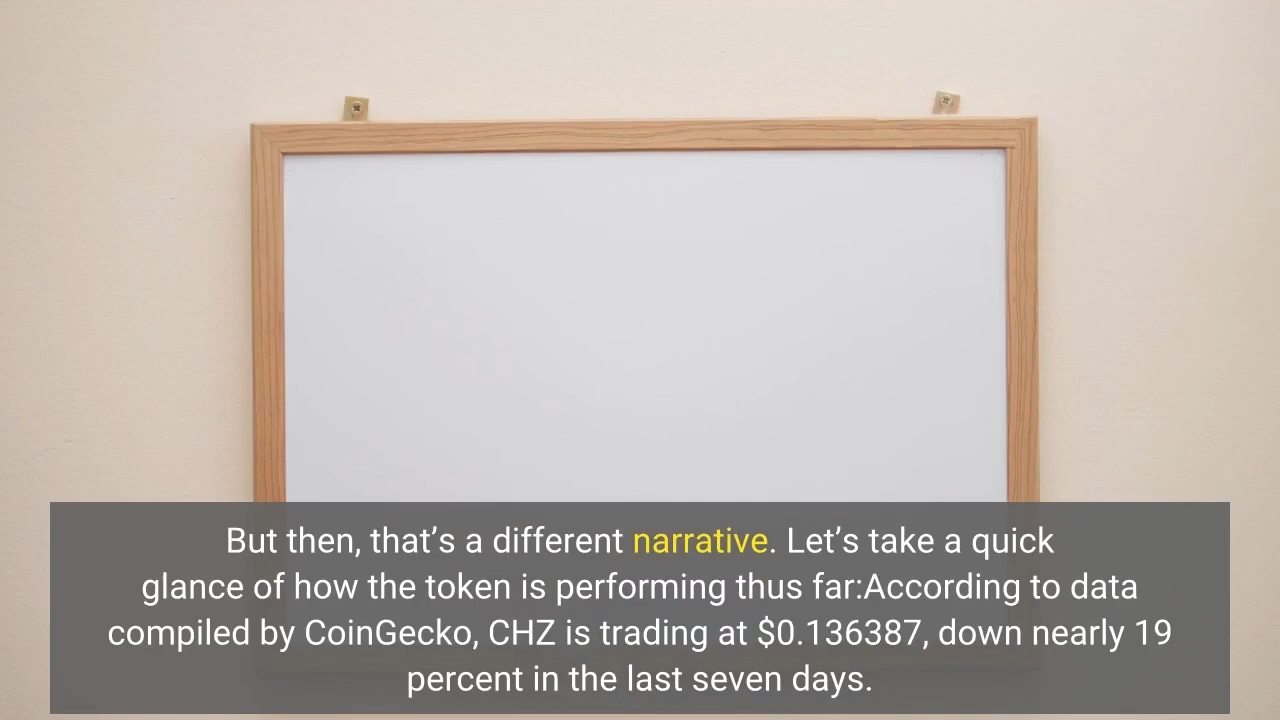 But then, that’s a different narrative. Let’s take a quick
glance of how the token is performing thus far:According to data
compiled by CoinGecko, CHZ is trading at $0.136387, down nearly 19
percent in the last seven days.